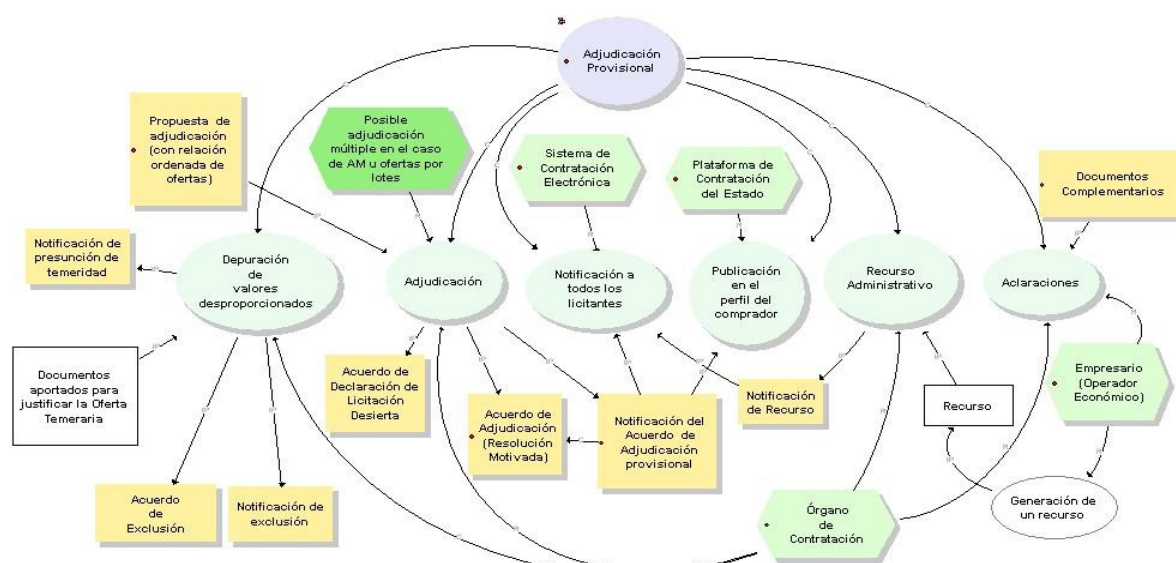 Adjudicación
Provisional
Propuesta de
adjudicación
(con relación
ordenada de
ofertas)
Posible
adjudicación
múltiple en el caso
de AM u ofertas por
lotes
Sistema de
Contratación
Electrónica
Plataforma de
Contratación
del Estado
Documentos
Complementarios
Notificación de
presunción de
temeridad
Depuración
de
valores
desproporcionados
Adjudicación
Notificación a
todos los
licitantes
Publicación
en el
perfil del
comprador
Recurso
Administrativo
Aclaraciones
Documentos
aportados para
justificar la Oferta
Temeraria
Acuerdo de
Declaración de
Licitación
Desierta
Acuerdo de
Adjudicación
(Resolución
Motivada)
Notificación del
Acuerdo de
Adjudicación
provisional
Notificación
de Recurso
Recurso
Empresario
(Operador
Económico)
Acuerdo
de
Exclusión
Notificación de
exclusión
Órgano
de
Contratación
Generación de
un recurso